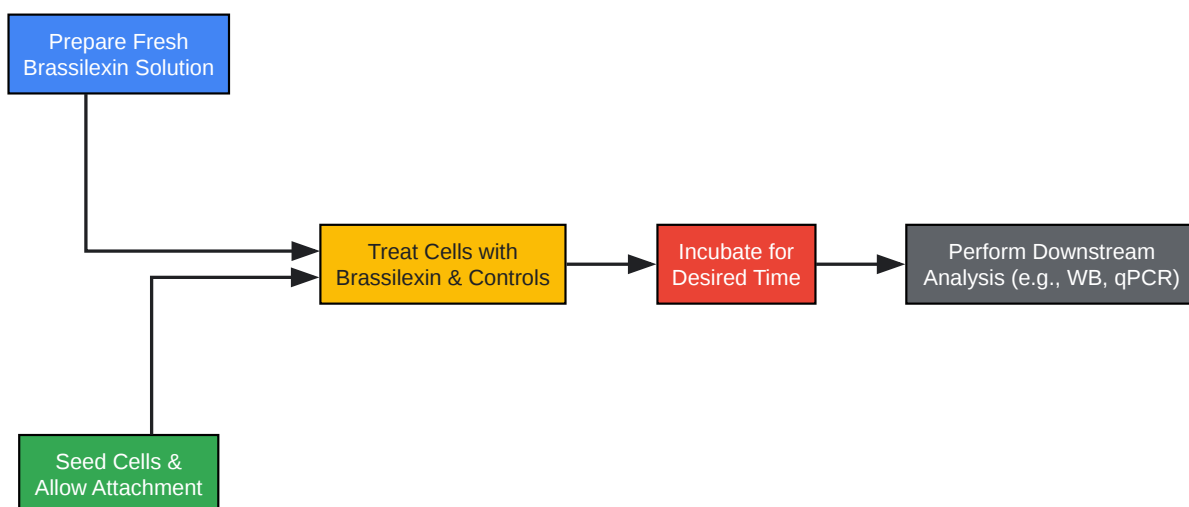 Prepare Fresh
Brassilexin Solution
Treat Cells with
Brassilexin & Controls
Incubate for
Desired Time
Perform Downstream
Analysis (e.g., WB, qPCR)
Seed Cells &
Allow Attachment